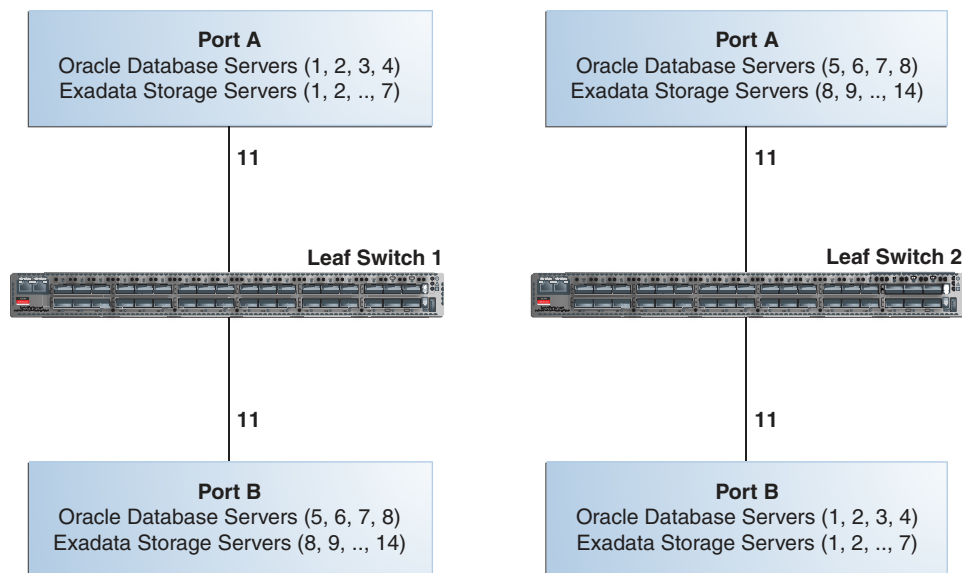 Port A
Oracle Database Servers (1, 2, 3, 4)
Exadata Storage Servers (1, 2, .., 7)
Port A
Oracle Database Servers (5, 6, 7, 8)
Exadata Storage Servers (8, 9, .., 14)
11
11
Leaf Switch 1
Leaf Switch 2
11
11
Port B
Oracle Database Servers (5, 6, 7, 8)
Exadata Storage Servers (8, 9, .., 14)
Port B
Oracle Database Servers (1, 2, 3, 4)
Exadata Storage Servers (1, 2, .., 7)